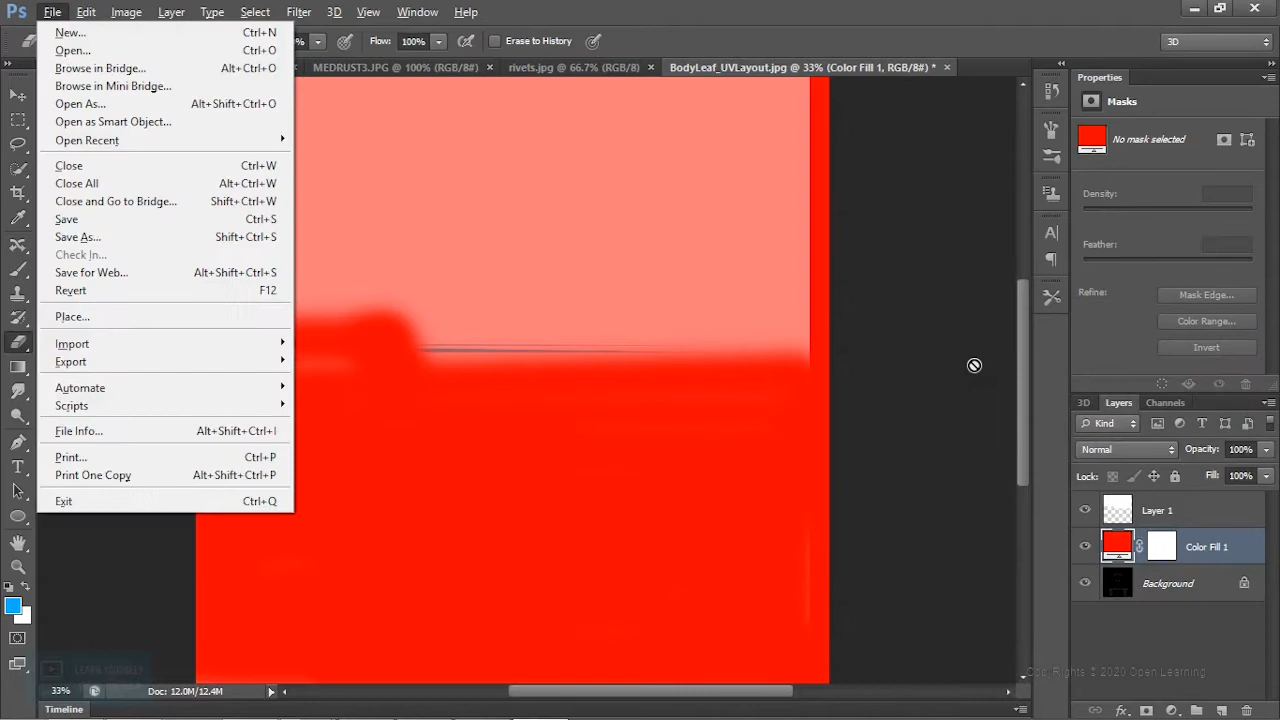 Ps File Edit Image Layer Type Select Filter 3D View Window Help
% Flow: 100% Erase to History 3D
MEDRUST3.JPG @ 100% (RGB/8#) × rivets.jpg @ 66.7% (RGB/8) × BodyLeaf_UVLayout.jpg @ 33% (Color Fill 1, RGB/8#) * ×
New... Ctrl+N
Open... Ctrl+O
Browse in Bridge... Alt+Ctrl+O
Browse in Mini Bridge...
Open As... Alt+Shift+Ctrl+O
Open as Smart Object...
Open Recent
Close Ctrl+W
Close All Alt+Ctrl+W
Close and Go to Bridge... Shift+Ctrl+W
Save Ctrl+S
Save As... Shift+Ctrl+S
Check In...
Save for Web... Alt+Shift+Ctrl+S
Revert F12
Place...
Import
Export
Automate
Scripts
File Info... Alt+Shift+Ctrl+I
Print... Ctrl+P
Print One Copy Alt+Shift+Ctrl+P
Exit Ctrl+Q
Properties
Masks
No mask selected
Density:
Feather:
Refine: Mask Edge...
Color Range...
Invert
3D Layers Channels
Kind
Normal Opacity: 100%
Lock: Fill: 100%
Layer 1
Color Fill 1
Background
LEARN YOURSELF
Copy Rights © 2020 Open Learning
33% Doc: 12.0M/12.4M
Timeline